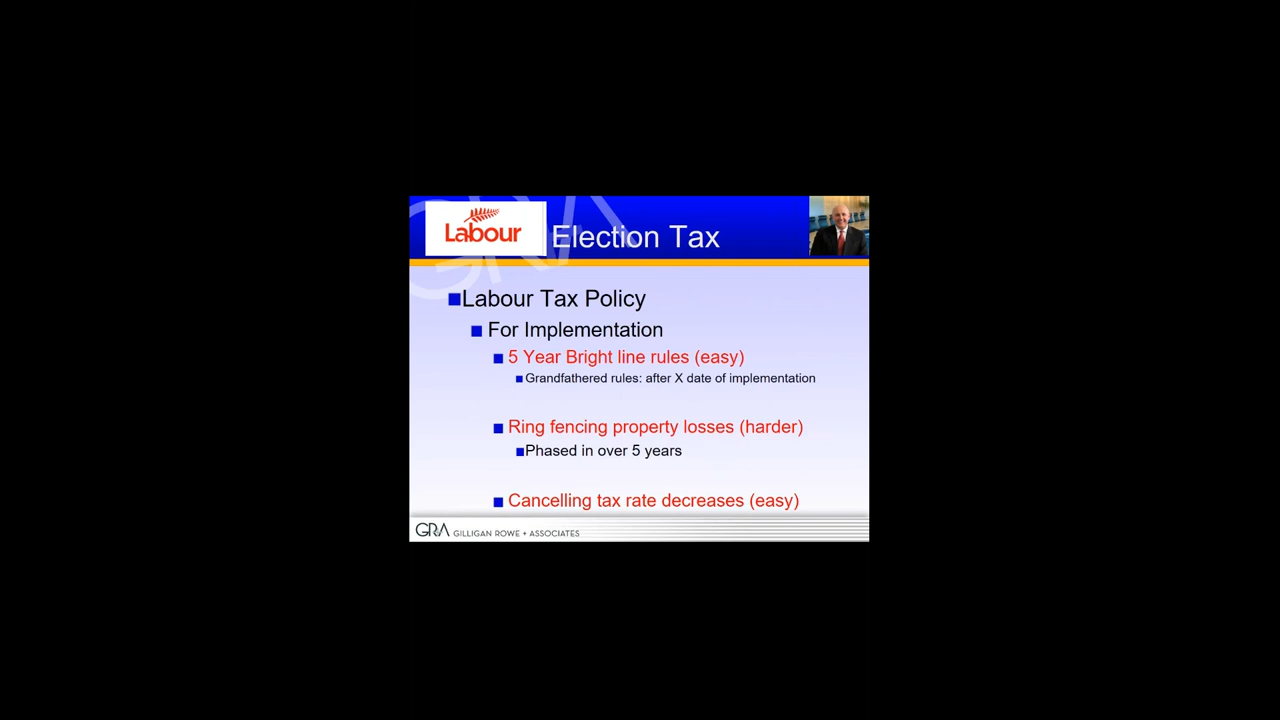 Labour
Election Tax
Labour Tax Policy
For Implementation
5 Year Bright line rules (easy)
Grandfathered rules: after X date of implementation
Ring fencing property losses (harder)
Phased in over 5 years
Cancelling tax rate decreases (easy)
GRA GILLIGAN ROWE + ASSOCIATES
GRA